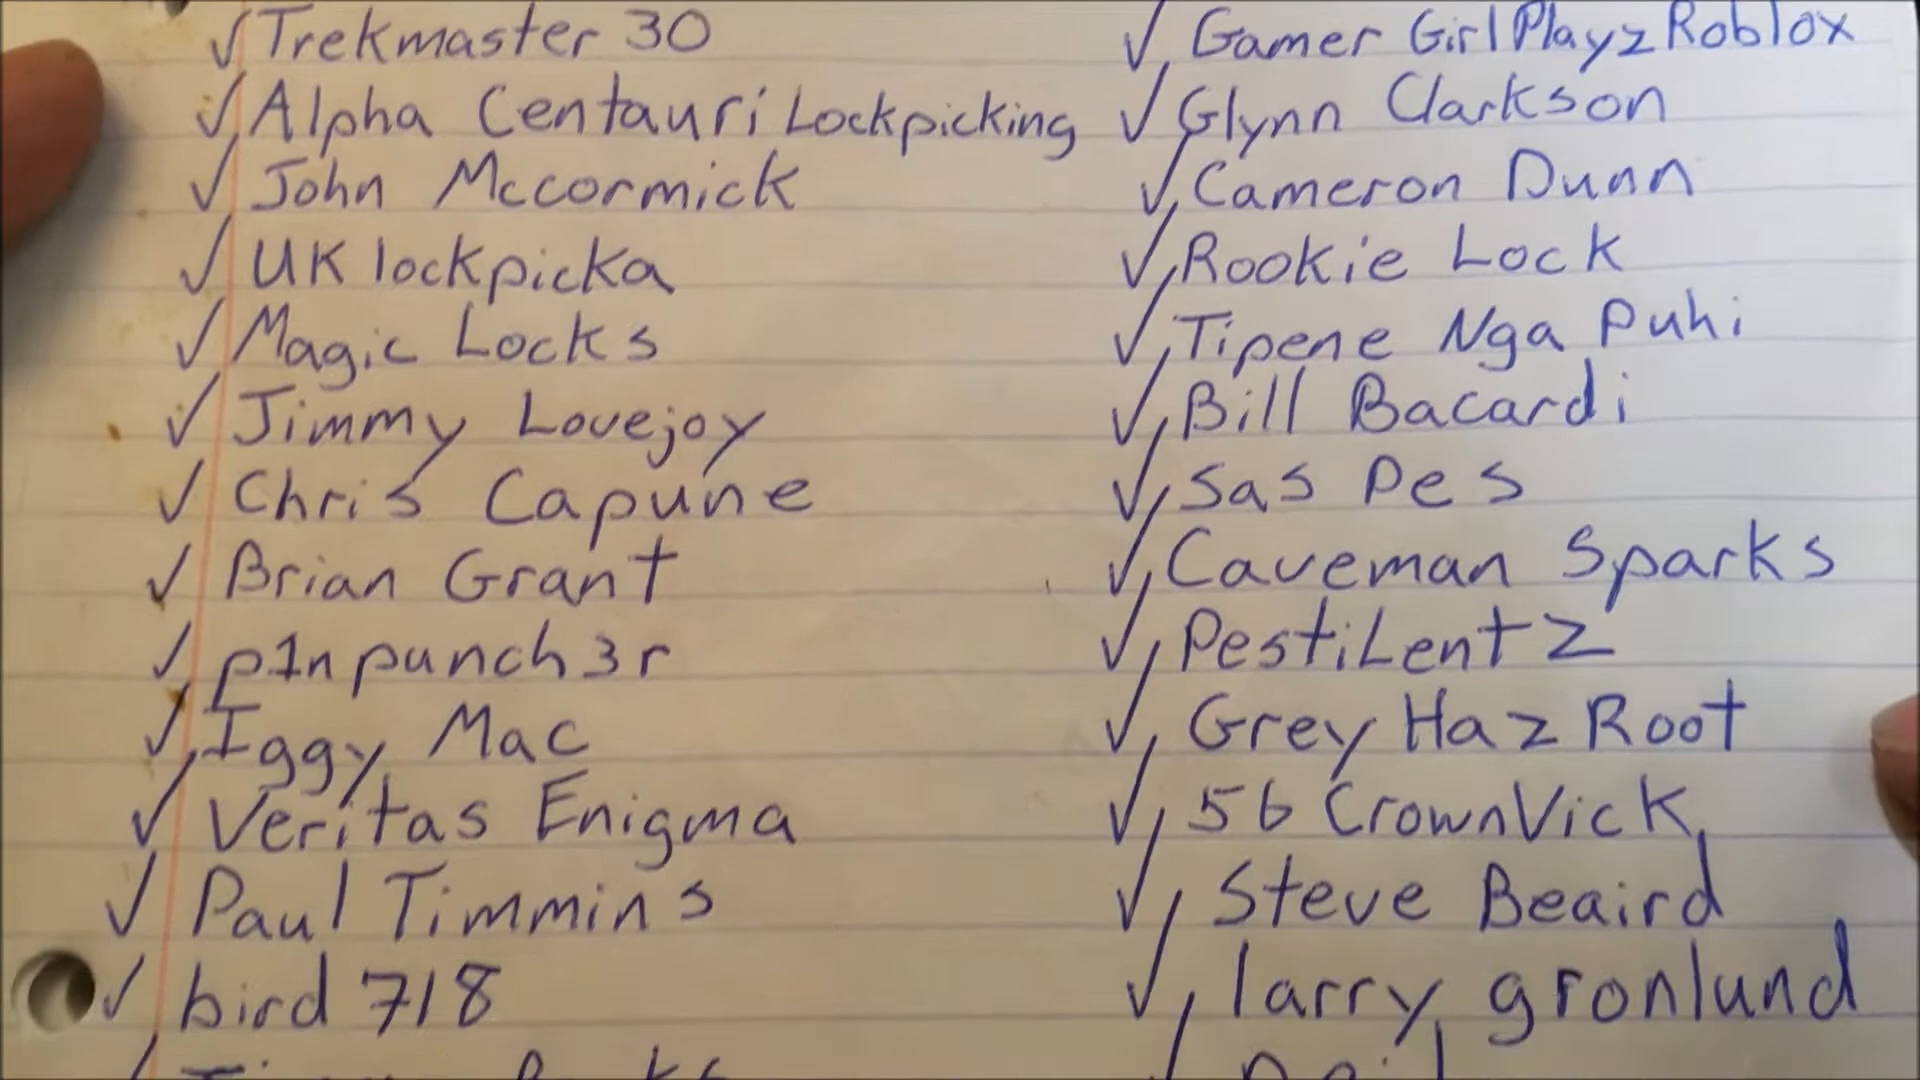 ✓ Trekmaster 30
✓ Alpha Centauri Lockpicking
✓ John Mccormick
✓ UK lockpicka
✓ Magic Locks
✓ Jimmy Lovejoy
✓ Chris Capune
✓ Brian Grant
✓ p1npunch3r
✓ Iggy Mac
✓ Veritas Enigma
✓ Paul Timmins
✓ bird 718
✓ Gamer GirlPlayzRoblox
✓ Glynn Clarkson
✓ Cameron Dunn
✓ Rookie Lock
✓ Tipene Nga Puhi
✓ Bill Bacardi
✓ Sas Pes
✓ Caveman Sparks
✓ PestiLentZ
✓ Grey Haz Root
✓ 56 CrownVick
✓ Steve Beaird
✓ larry gronlund